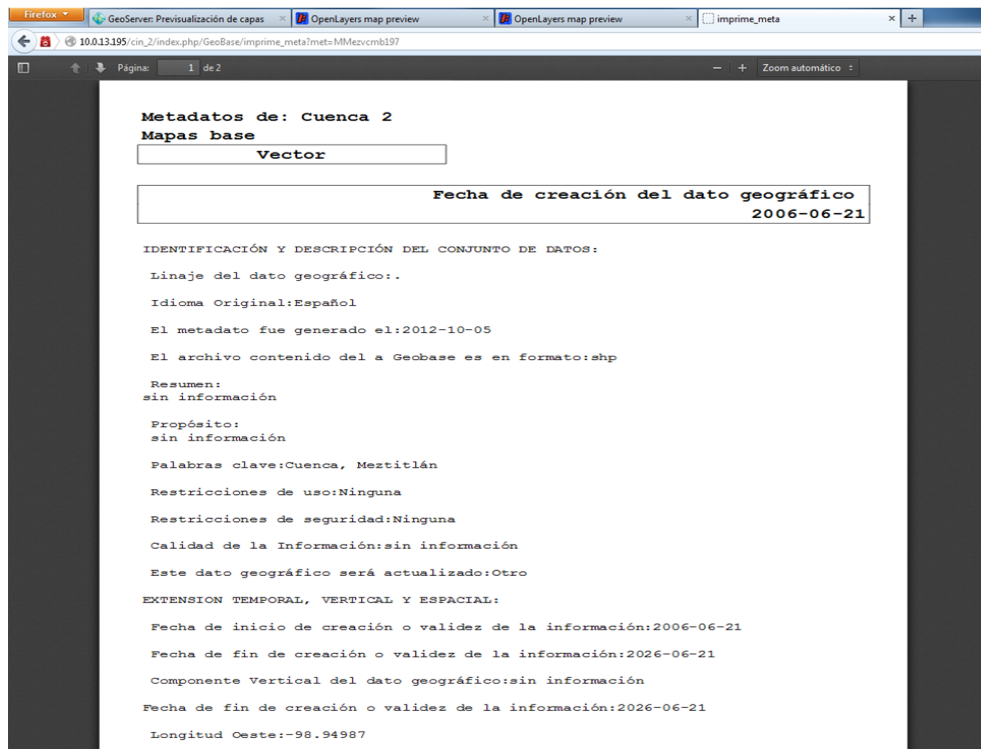 Firefox
GeoServer: Previsualización de capas
OpenLayers map preview
OpenLayers map preview
imprime_meta
10.0.13.195/cin_2/index.php/GeoBase/imprime_meta?met=MMezvcmb197
Página: 1 de 2
Zoom automático
Metadatos de: Cuenca 2
Mapas base
Vector
Fecha de creación del dato geográfico
2006-06-21
IDENTIFICACIÓN Y DESCRIPCIÓN DEL CONJUNTO DE DATOS:
Linaje del dato geográfico:.
Idioma Original:Español
El metadato fue generado el:2012-10-05
El archivo contenido del a Geobase es en formato:shp
Resumen:
sin información
Propósito:
sin información
Palabras clave:Cuenca, Meztitlán
Restricciones de uso:Ninguna
Restricciones de seguridad:Ninguna
Calidad de la Información:sin información
Este dato geográfico será actualizado:Otro
EXTENSION TEMPORAL, VERTICAL Y ESPACIAL:
Fecha de inicio de creación o validez de la información:2006-06-21
Fecha de fin de creación o validez de la información:2026-06-21
Componente Vertical del dato geográfico:sin información
Fecha de fin de creación o validez de la información:2026-06-21
Longitud Oeste:-98.94987